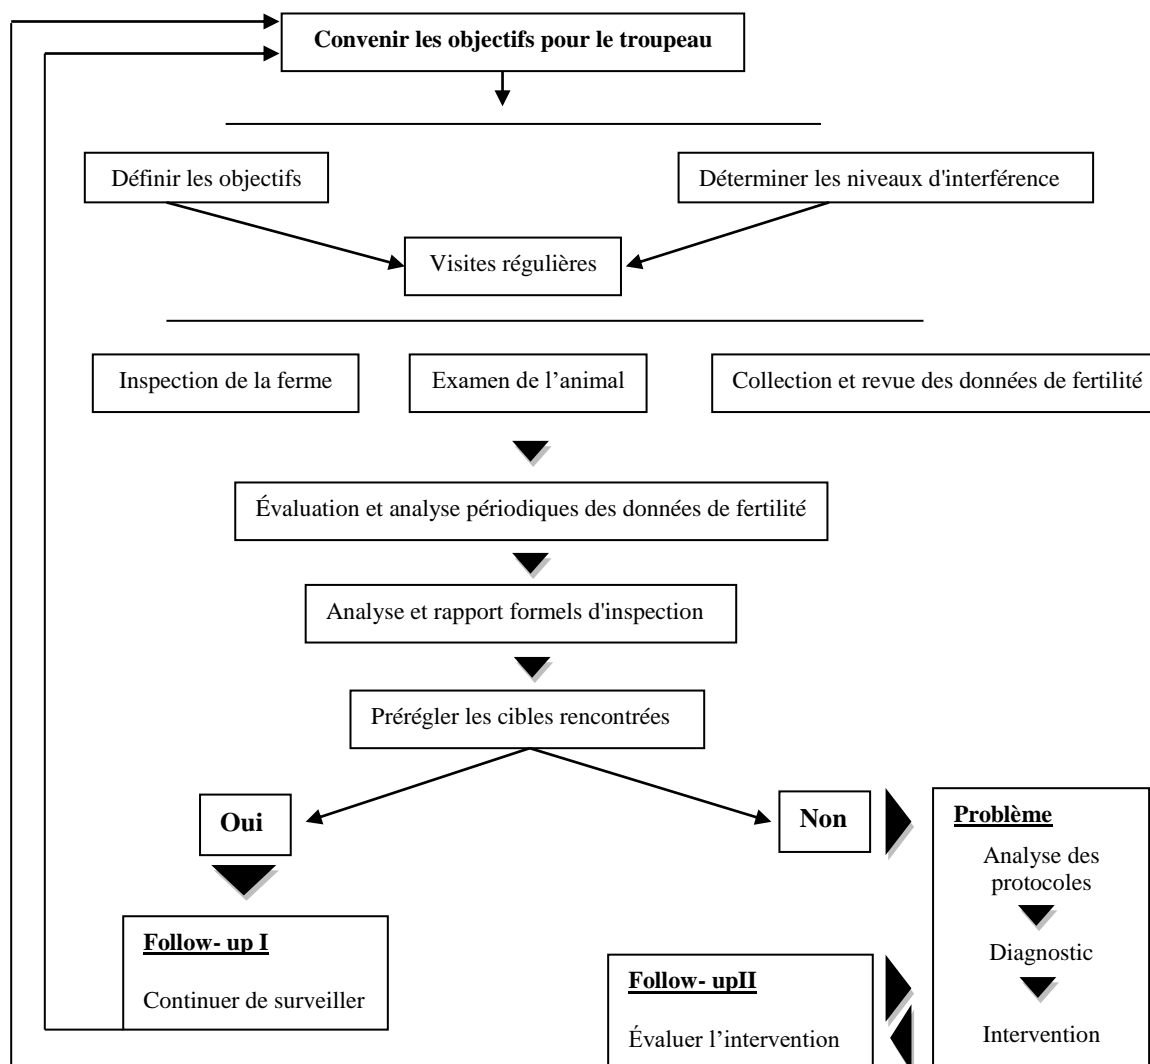 Convenir les objectifs pour le troupeau
Définir les objectifs
Déterminer les niveaux d'interférence
Visites régulières
Inspection de la ferme
Examen de l’animal
Collection et revue des données de fertilité
Évaluation et analyse périodiques des données de fertilité
Analyse et rapport formels d'inspection
Prérégler les cibles rencontrées
Oui
Non
Problème
Analyse des
protocoles
Diagnostic
Intervention
Follow- up I
Continuer de surveiller
Follow- upII
Évaluer l’intervention